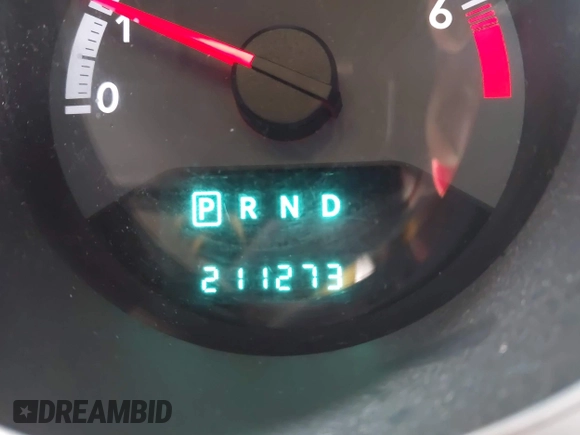 1
0
6
P R N D
211273
DREAMBID